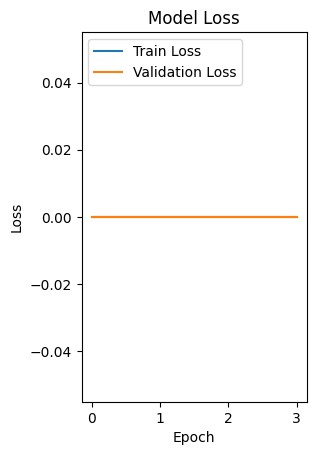 Model Loss
Train Loss
Validation Loss
0.04
0.02
0.00
−0.02
−0.04
Loss
0 1 2 3
Epoch